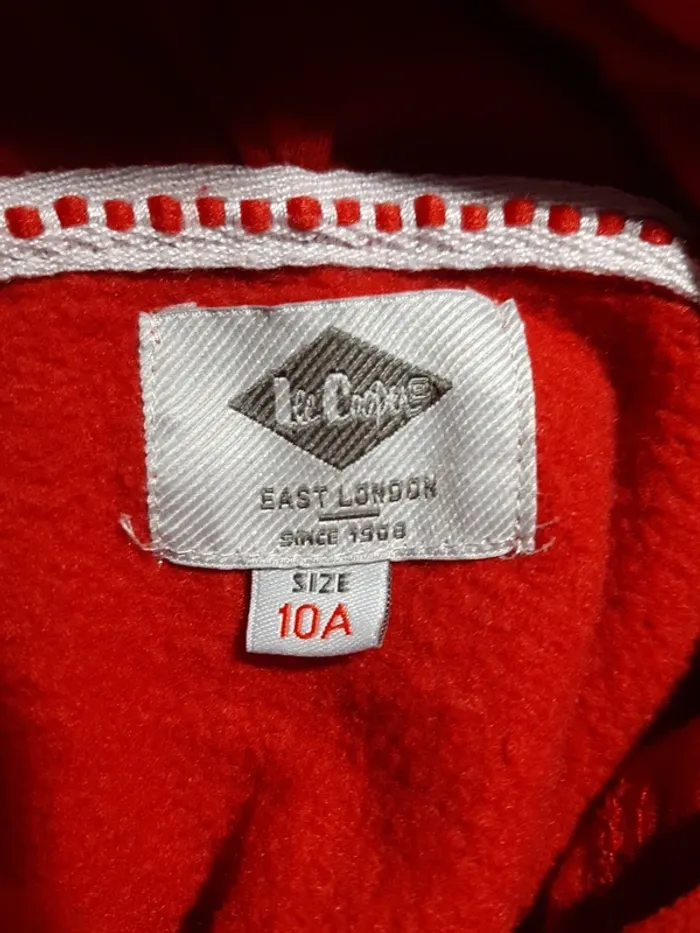 Lee Cooper
EAST LONDON
SINCE 1908
SIZE
10A